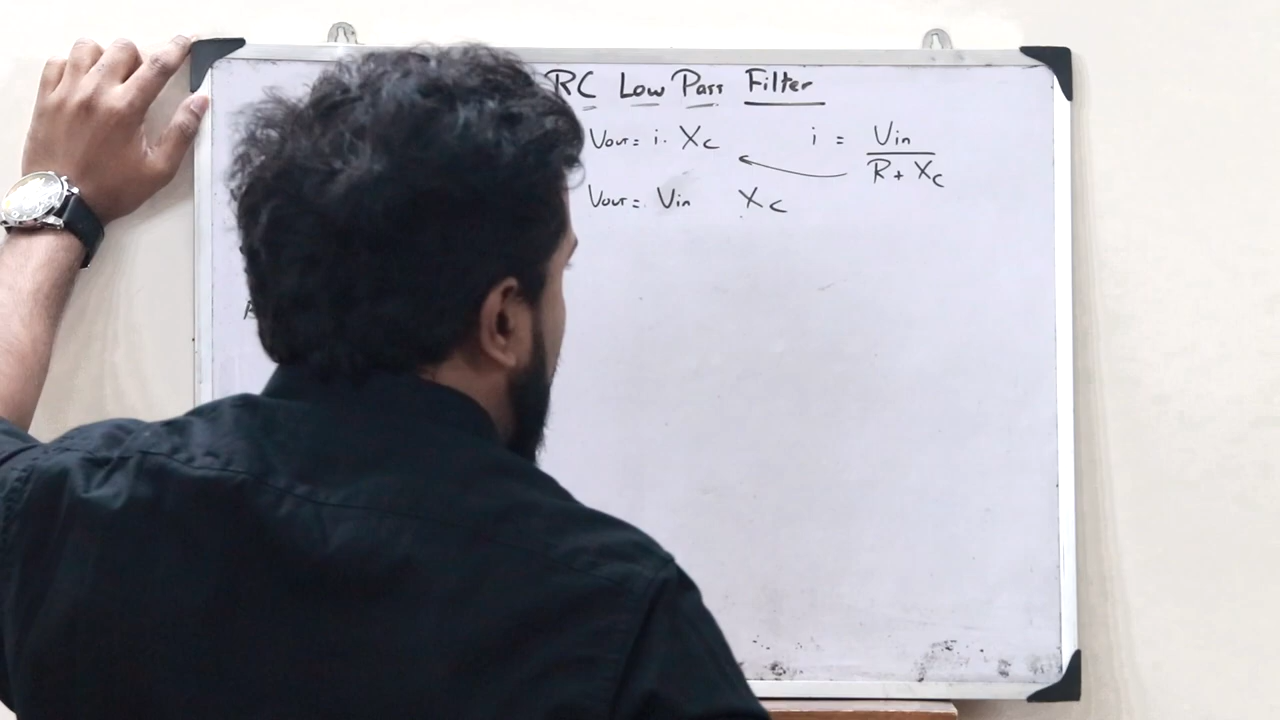 RC Low Pass Filter
Vout = i. Xc
i = Vin / R + Xc
Vout = Vin Xc